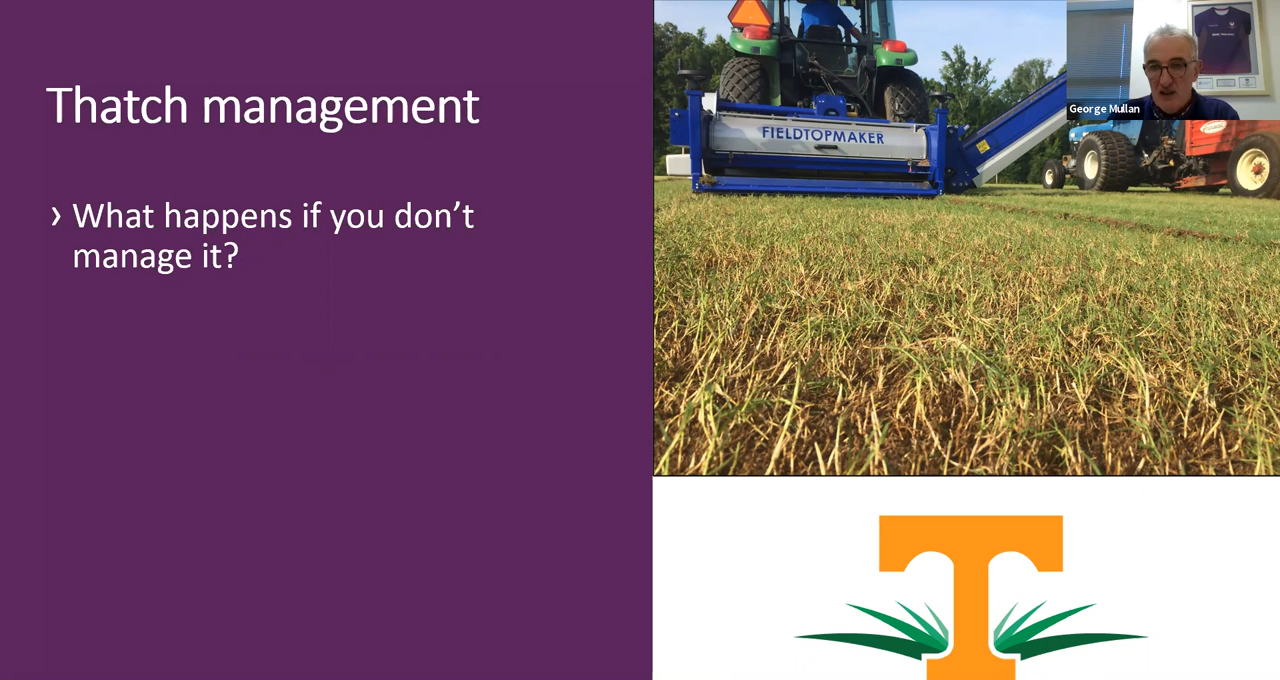 Thatch management
› What happens if you don't
manage it?
FIELDTOPMAKER
George Mullan
T